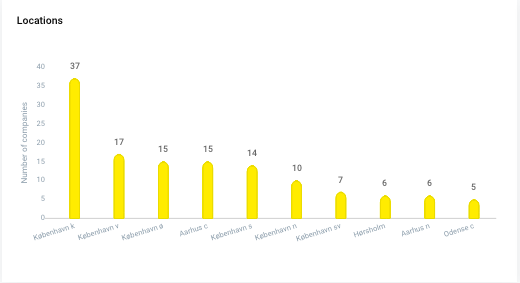 Locations
Number of companies
40
35
30
25
20
15
10
5
0
37
17
15
15
14
10
7
6
6
5
København k
København v
København ø
Aarhus c
København s
København n
København sv
Hørsholm
Aarhus n
Odense c